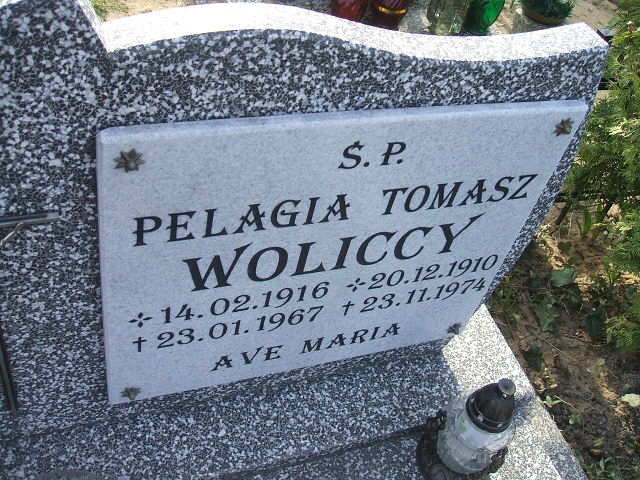 Ś.P.
PELAGIA TOMASZ
WOLICCY
✢14.02.1916 ✢20.12.1910
†23.01.1967 †23.11.1974
AVE MARIA